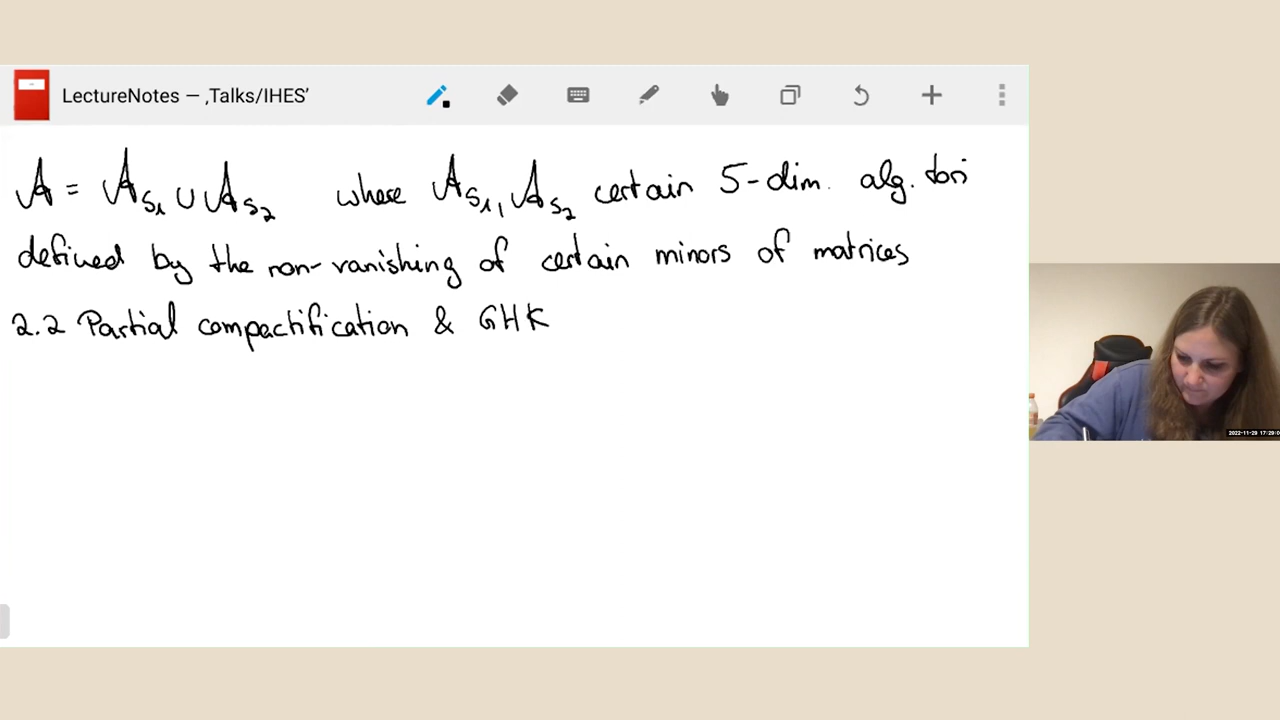 LectureNotes — ‚Talks/IHES’
A = A_{S_1} ∪ A_{S_2} where A_{S_1}, A_{S_2} certain 5-dim. alg. tori
defined by the non-vanishing of certain minors of matrices
2.2 Partial compactification & GHK